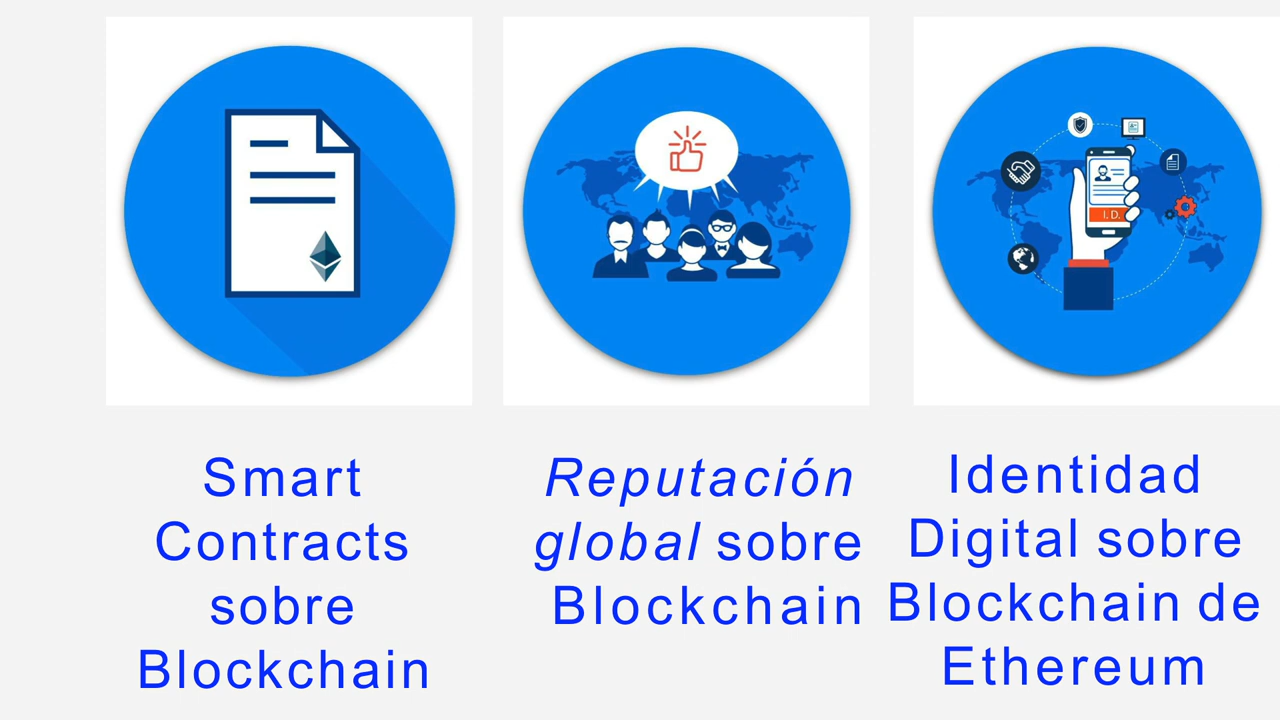 I. D.
Smart
Contracts
sobre
Blockchain
Reputación
global sobre
Blockchain
Identidad
Digital sobre
Blockchain de
Ethereum